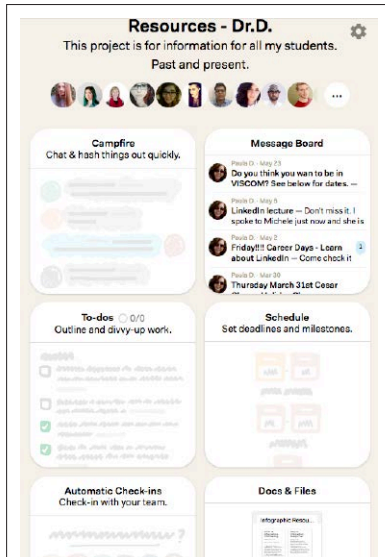 Resources - Dr.D.
This project is for information for all my students.
Past and present.
Campfire
Chat & hash things out quickly.
Message Board
Paula D. · May 23
Do you think you wan to be in
VISCOM? See below for dates. —
Paula D. · May 9
LinkedIn lecture — Don't miss it. I
spoke to Michele just now and she is
Paula D. · May 2
Friday!!!! Career Days - Learn
about LinkedIn — Come check it
Paula D. · Mar 30
Thursday March 31st Cesar
To-dos 0/0
Outline and divvy-up work.
Schedule
Set deadlines and milestones.
Automatic Check-ins
Check-in with your team.
Docs & Files
Infographic Resou...